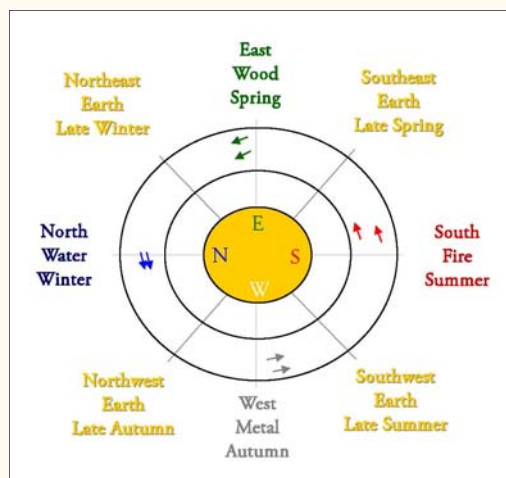 East
Wood
Spring
Northeast
Earth
Late Winter
Southeast
Earth
Late Spring
North
Water
Winter
E
N
S
W
South
Fire
Summer
Northwest
Earth
Late Autumn
West
Metal
Autumn
Southwest
Earth
Late Summer